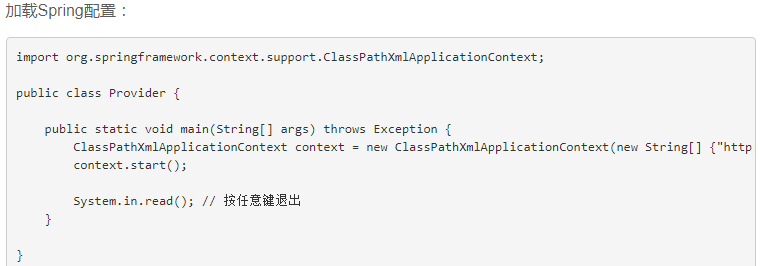 加载Spring配置：
import org.springframework.context.support.ClassPathXmlApplicationContext;
public class Provider {
public static void main(String[] args) throws Exception {
ClassPathXmlApplicationContext context = new ClassPathXmlApplicationContext(new String[] {"http
context.start();
System.in.read(); // 按任意键退出
}
}